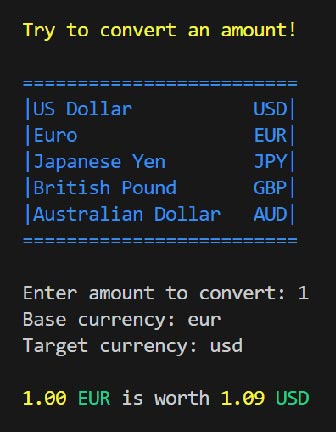 Try to convert an amount!
=========================
|US Dollar           USD|
|Euro                EUR|
|Japanese Yen        JPY|
|British Pound       GBP|
|Australian Dollar   AUD|
=========================
Enter amount to convert: 1
Base currency: eur
Target currency: usd
1.00 EUR is worth 1.09 USD